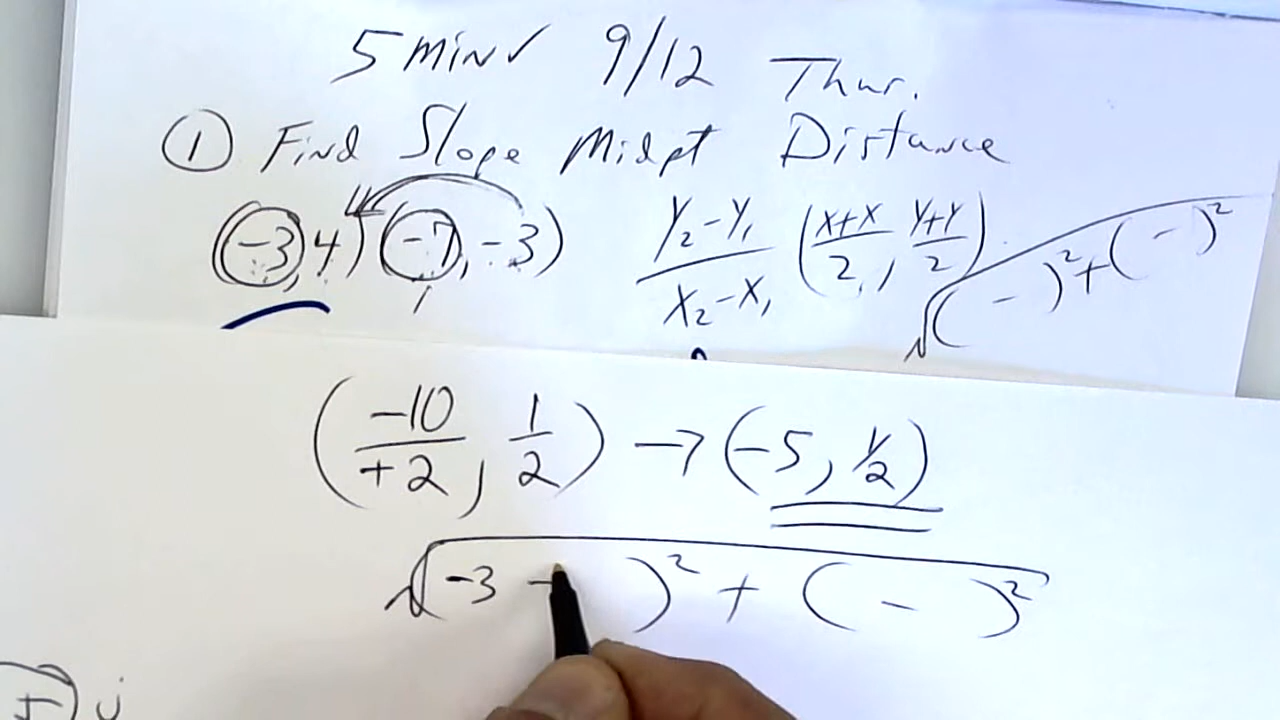 5 min ✓ 9/12 Thur.
① Find Slope Midpt Distance
(-3, 4) (-7, -3) (y₂-y₁)/(x₂-x₁) ((x+x)/2, (y+y)/2) √(( - )²+( - )²)
(-10/+2, 1/2) → (-5, 1/2)
√(-3 - )² + ( - )²